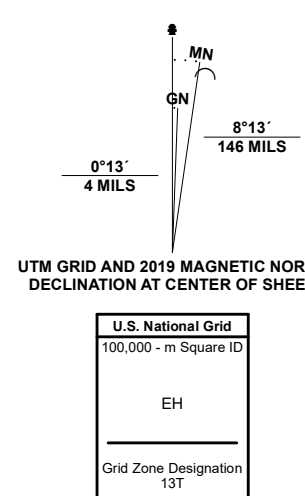 MN
GN
8°13´
146 MILS
0°13´
4 MILS
UTM GRID AND 2019 MAGNETIC NOR
DECLINATION AT CENTER OF SHEE
U.S. National Grid
100,000 - m Square ID
EH
Grid Zone Designation
13T